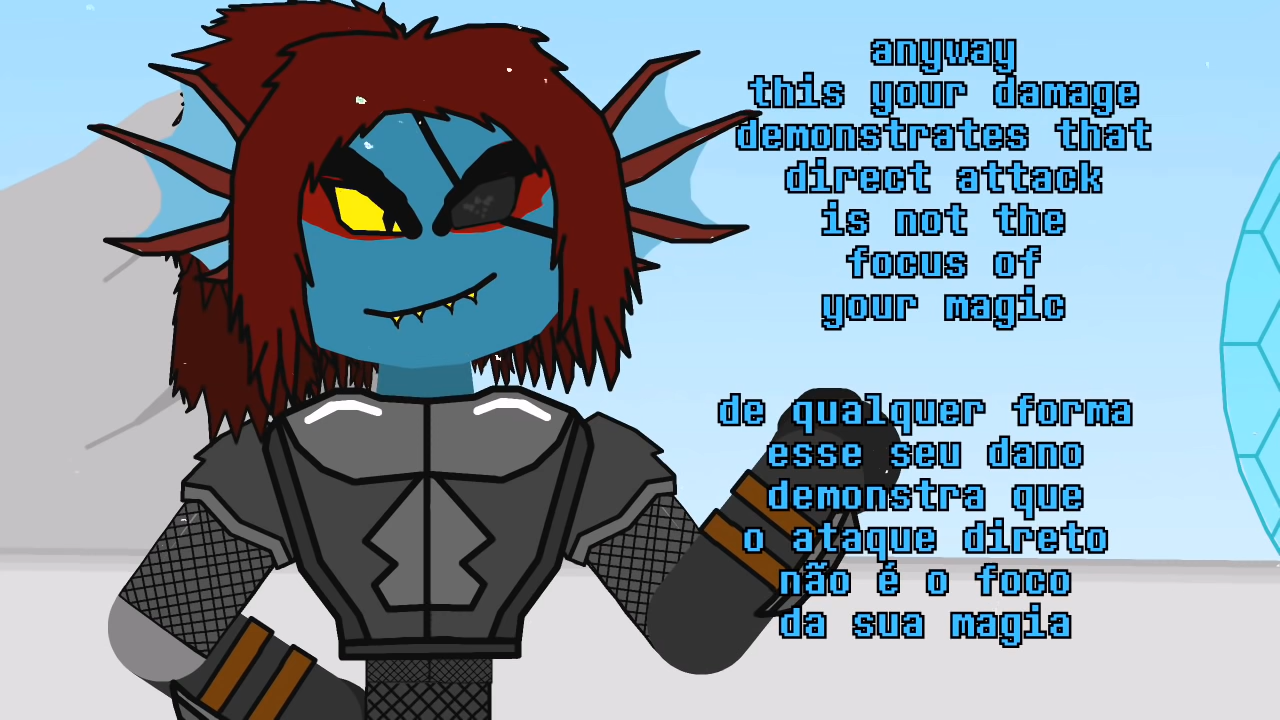 anyway
this your damage
demonstrates that
direct attack
is not the
focus of
your magic
de qualquer forma
esse seu dano
demonstra que
o ataque direto
não é o foco
da sua magia